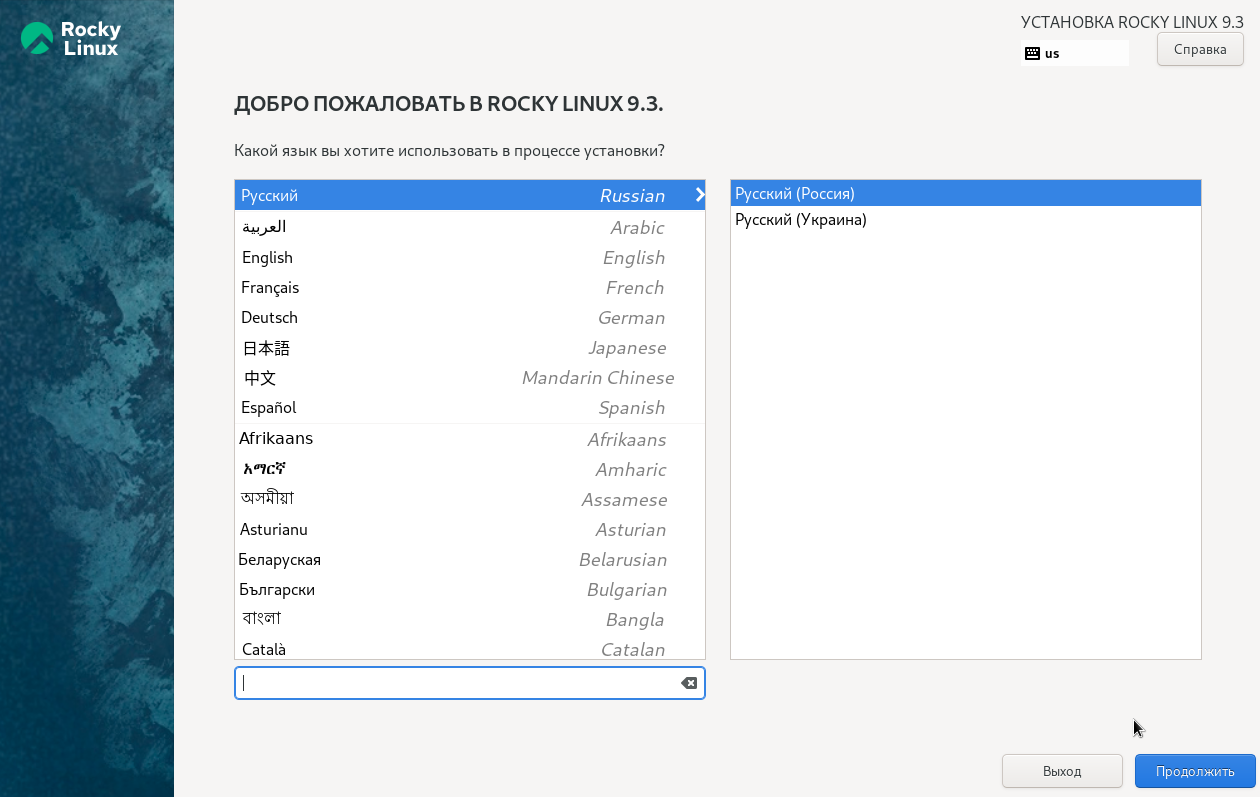 Rocky
Linux
УСТАНОВКА ROCKY LINUX 9.3
us
Справка
ДОБРО ПОЖАЛОВАТЬ В ROCKY LINUX 9.3.
Какой язык вы хотите использовать в процессе установки?
Русский Russian
العربية Arabic
English English
Français French
Deutsch German
日本語 Japanese
中文 Mandarin Chinese
Español Spanish
Afrikaans Afrikaans
አማርኛ Amharic
অসমীয়া Assamese
Asturianu Asturian
Беларуская Belarusian
Български Bulgarian
বাংলা Bangla
Català Catalan
Русский (Россия)
Русский (Украина)
Выход
Продолжить